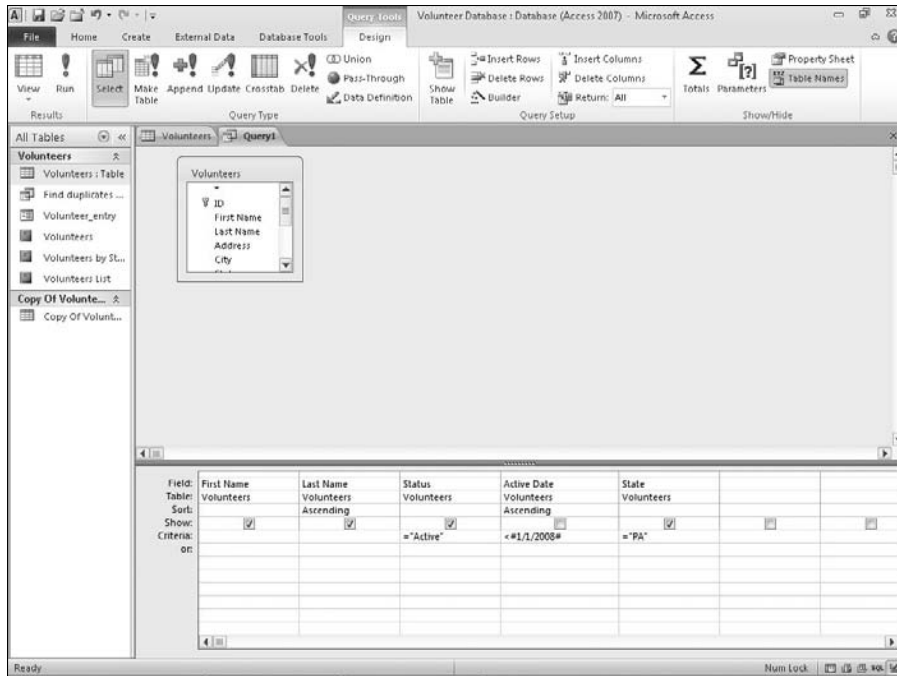 A
Query Tools
Volunteer Database : Database (Access 2007) - Microsoft Access
File Home Create External Data Database Tools Design
View
Run
Select
Make Table
Append
Update
Crosstab
Delete
Union
Pass-Through
Data Definition
Show Table
Insert Rows
Delete Rows
Builder
Insert Columns
Delete Columns
Return: All
Totals
Parameters
Property Sheet
Table Names
Results Query Type Query Setup Show/Hide
All Tables
Volunteers
Volunteers : Table
Find duplicates ...
Volunteer_entry
Volunteers
Volunteers by St...
Volunteers List
Copy Of Volunte...
Copy Of Volunt...
Volunteers Query1
Volunteers
*
ID
First Name
Last Name
Address
City
Field: First Name Last Name Status Active Date State
Table: Volunteers Volunteers Volunteers Volunteers Volunteers
Sort: Ascending Ascending
Show:
Criteria: ="Active" <#1/1/2008# ="PA"
or:
Ready Num Lock SQL